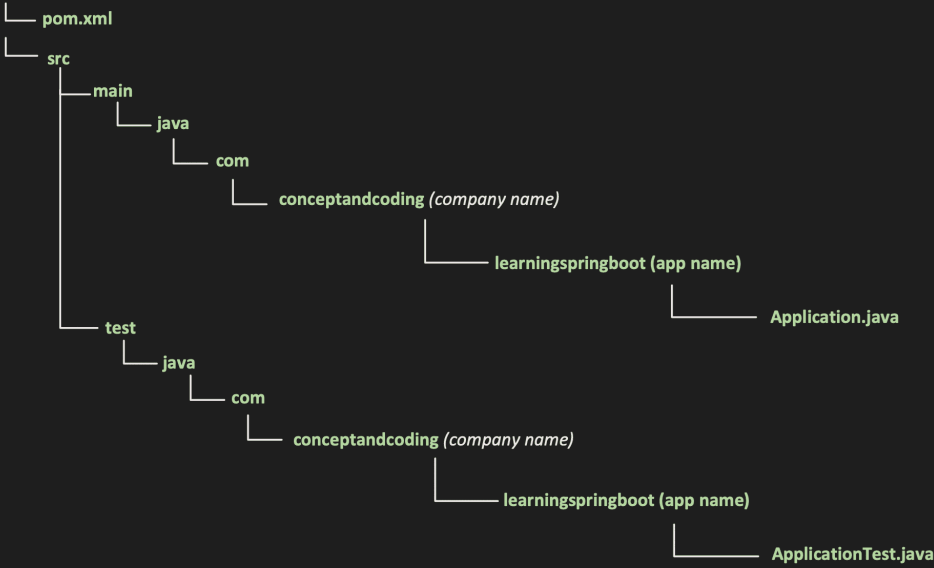 pom.xml
src
main
java
com
conceptandcoding (company name)
learningspringboot (app name)
Application.java
test
java
com
conceptandcoding (company name)
learningspringboot (app name)
ApplicationTest.java